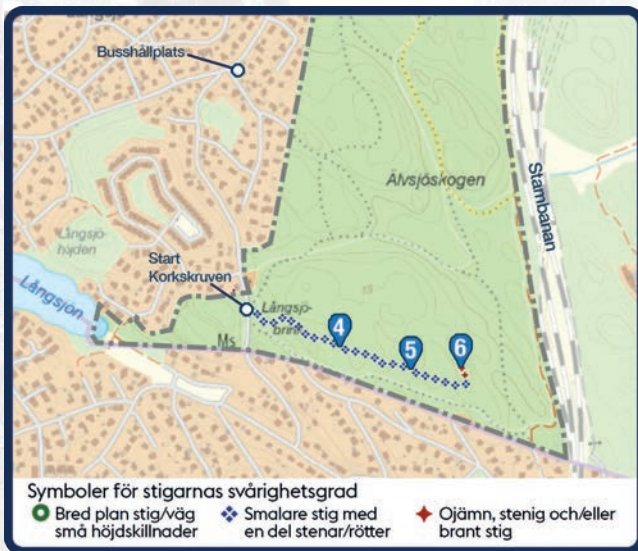 Långsjö-
Busshållplats
Älvsjöskogen
Stambanan
Långsjö-
höjden
Start
Korkskruven
Långsjön
Långsjö-
brink
Ms
4
5
6
Symboler för stigarnas svårighetsgrad
Bred plan stig/väg
små höjdskillnader
Smalare stig med
en del stenar/rötter
Ojämn, stenig och/eller
brant stig